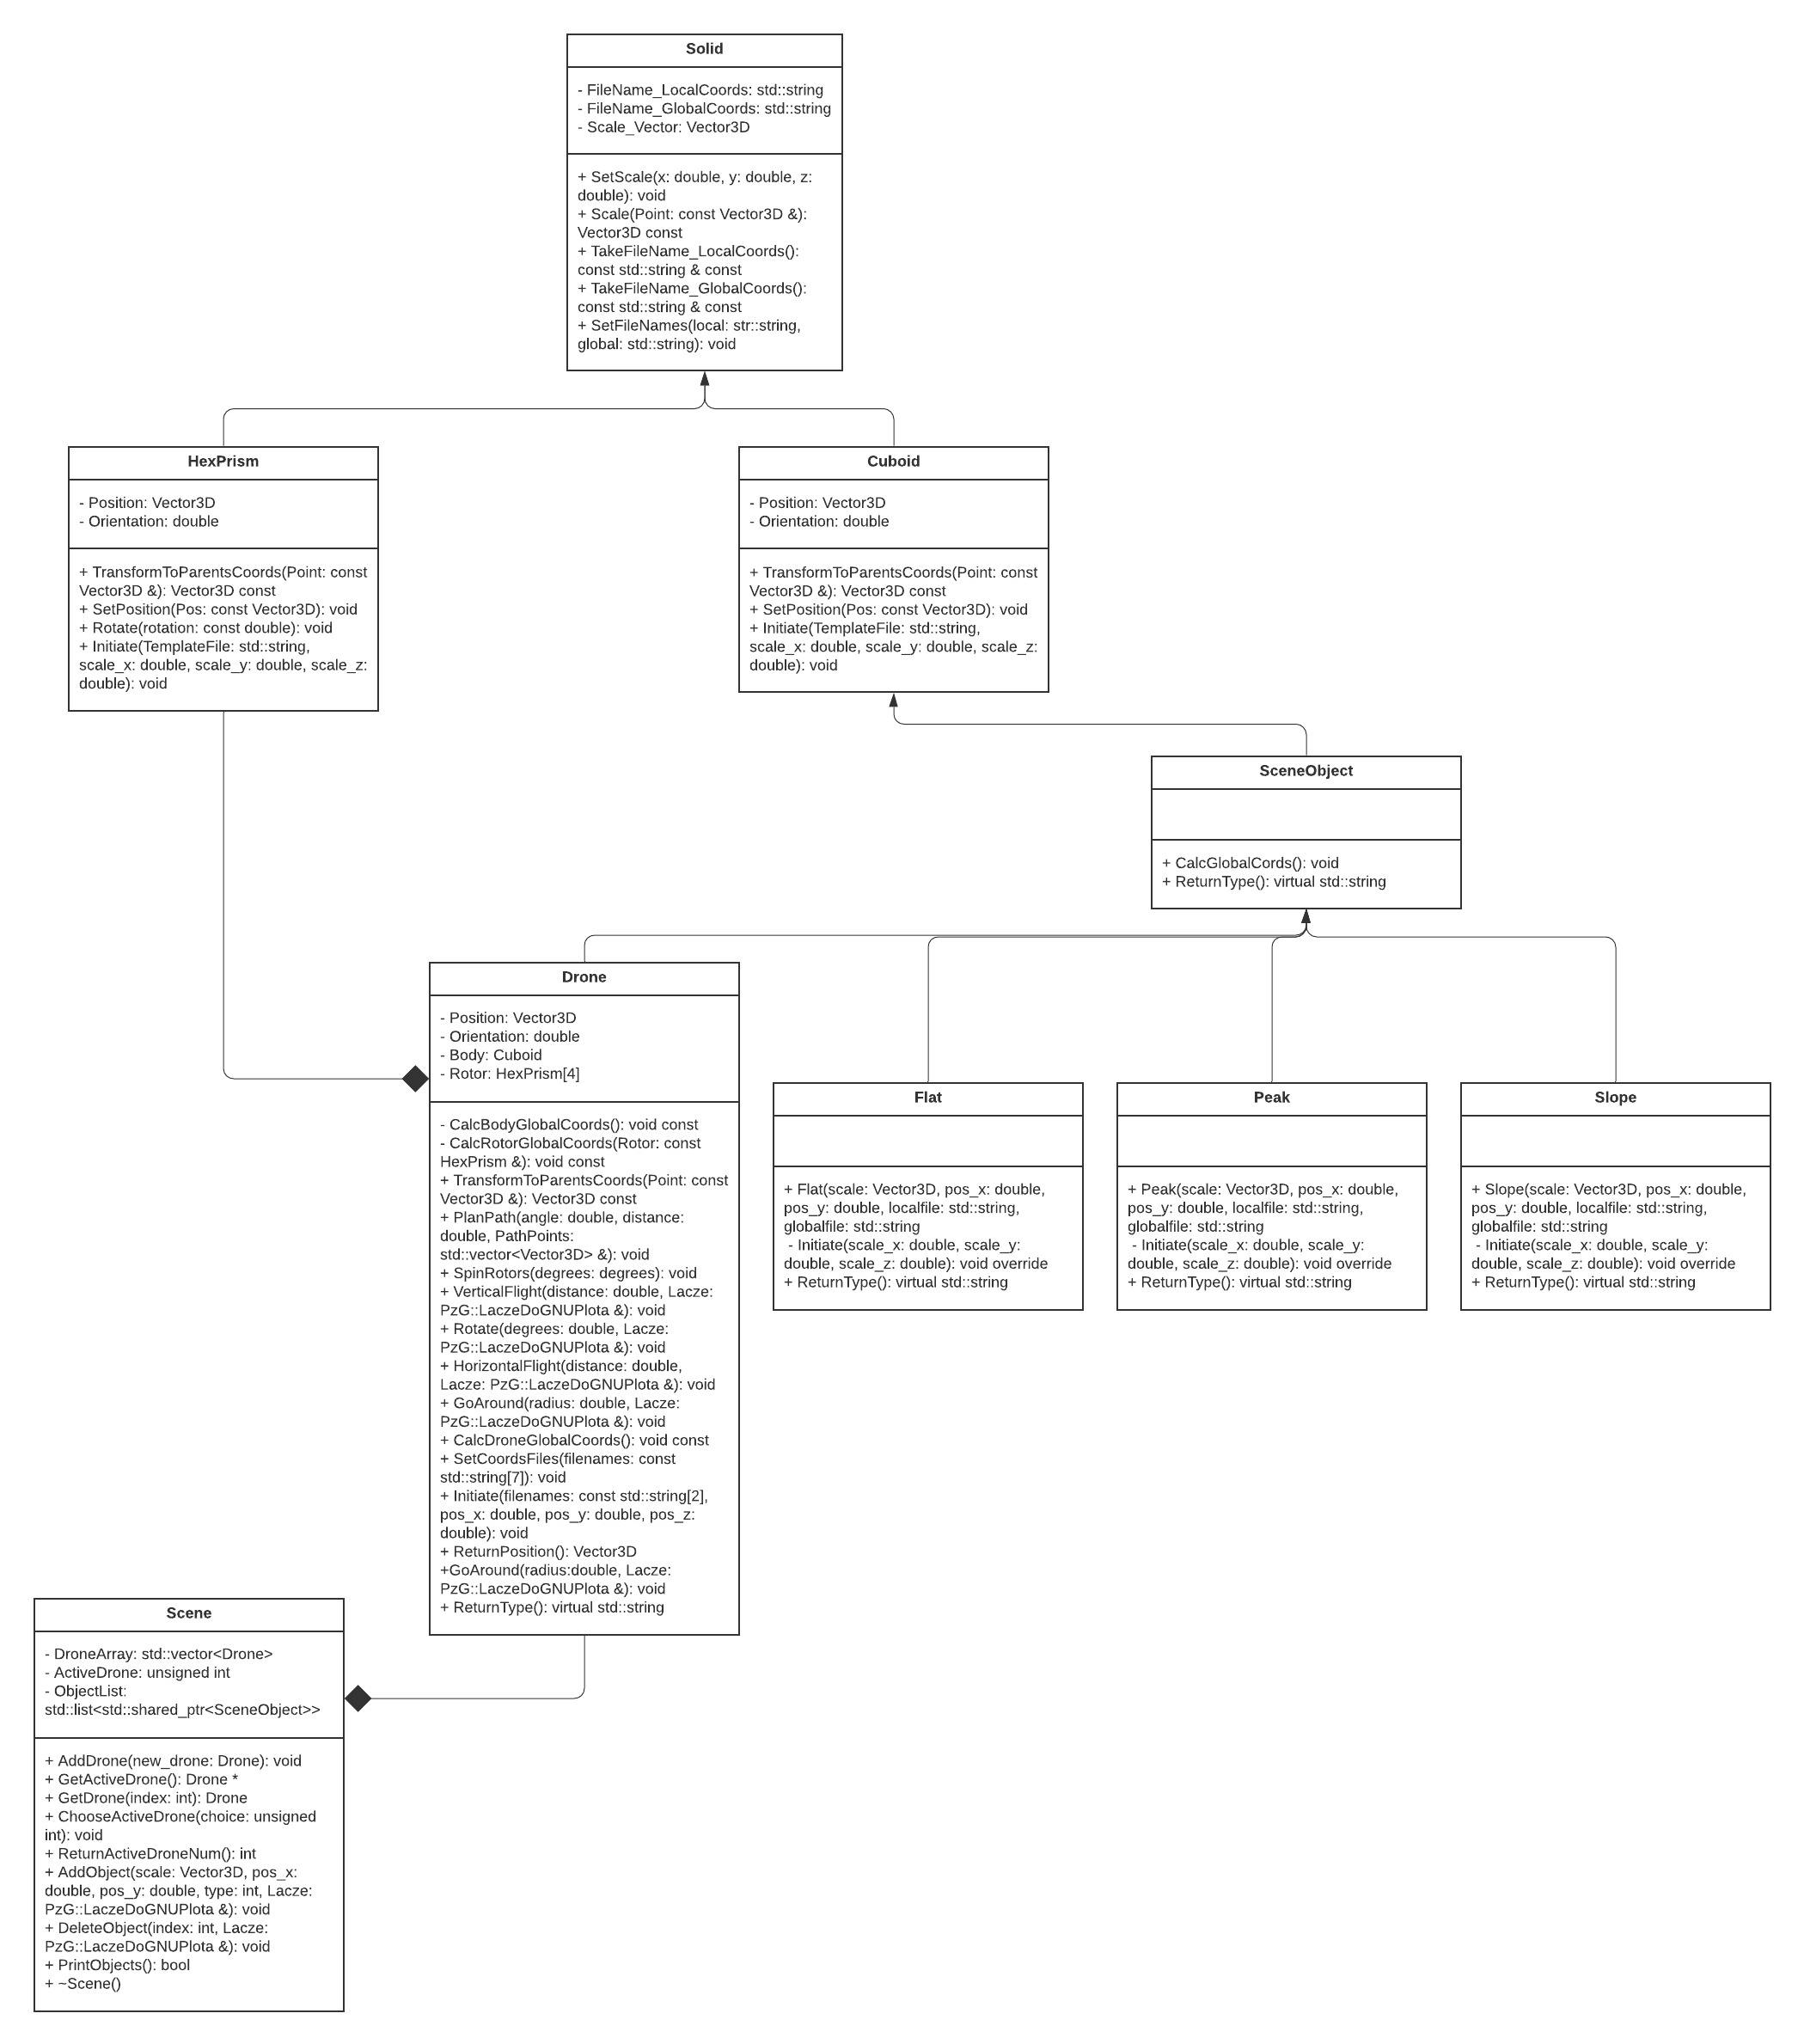 Solid
- FileName_LocalCoords: std::string
- FileName_GlobalCoords: std::string
- Scale_Vector: Vector3D
+ SetScale(x: double, y: double, z:
double): void
+ Scale(Point: const Vector3D &):
Vector3D const
+ TakeFileName_LocalCoords():
const std::string & const
+ TakeFileName_GlobalCoords():
const std::string & const
+ SetFileNames(local: str::string,
global: std::string): void
HexPrism
- Position: Vector3D
- Orientation: double
+ TransformToParentsCoords(Point: const
Vector3D &): Vector3D const
+ SetPosition(Pos: const Vector3D): void
+ Rotate(rotation: const double): void
+ Initiate(TemplateFile: std::string,
scale_x: double, scale_y: double, scale_z:
double): void
Cuboid
- Position: Vector3D
- Orientation: double
+ TransformToParentsCoords(Point: const
Vector3D &): Vector3D const
+ SetPosition(Pos: const Vector3D): void
+ Initiate(TemplateFile: std::string,
scale_x: double, scale_y: double, scale_z:
double): void
SceneObject
+ CalcGlobalCords(): void
+ ReturnType(): virtual std::string
Drone
- Position: Vector3D
- Orientation: double
- Body: Cuboid
- Rotor: HexPrism[4]
- CalcBodyGlobalCoords(): void const
- CalcRotorGlobalCoords(Rotor: const
HexPrism &): void const
+ TransformToParentsCoords(Point: const
Vector3D &): Vector3D const
+ PlanPath(angle: double, distance:
double, PathPoints:
std::vector<Vector3D> &): void
+ SpinRotors(degrees: degrees): void
+ VerticalFlight(distance: double, Lacze:
PzG::LaczeDoGNUPlota &): void
+ Rotate(degrees: double, Lacze:
PzG::LaczeDoGNUPlota &): void
+ HorizontalFlight(distance: double,
Lacze: PzG::LaczeDoGNUPlota &): void
+ GoAround(radius: double, Lacze:
PzG::LaczeDoGNUPlota &): void
+ CalcDroneGlobalCoords(): void const
+ SetCoordsFiles(filenames: const
std::string[7]): void
+ Initiate(filenames: const std::string[2],
pos_x: double, pos_y: double, pos_z:
double): void
+ ReturnPosition(): Vector3D
+GoAround(radius:double, Lacze:
PzG::LaczeDoGNUPlota &): void
+ ReturnType(): virtual std::string
Flat
+ Flat(scale: Vector3D, pos_x: double,
pos_y: double, localfile: std::string,
globalfile: std::string
- Initiate(scale_x: double, scale_y:
double, scale_z: double): void override
+ ReturnType(): virtual std::string
Peak
+ Peak(scale: Vector3D, pos_x: double,
pos_y: double, localfile: std::string,
globalfile: std::string
- Initiate(scale_x: double, scale_y:
double, scale_z: double): void override
+ ReturnType(): virtual std::string
Slope
+ Slope(scale: Vector3D, pos_x: double,
pos_y: double, localfile: std::string,
globalfile: std::string
- Initiate(scale_x: double, scale_y:
double, scale_z: double): void override
+ ReturnType(): virtual std::string
Scene
- DroneArray: std::vector<Drone>
- ActiveDrone: unsigned int
- ObjectList:
std::list<std::shared_ptr<SceneObject>>
+ AddDrone(new_drone: Drone): void
+ GetActiveDrone(): Drone *
+ GetDrone(index: int): Drone
+ ChooseActiveDrone(choice: unsigned
int): void
+ ReturnActiveDroneNum(): int
+ AddObject(scale: Vector3D, pos_x:
double, pos_y: double, type: int, Lacze:
PzG::LaczeDoGNUPlota &): void
+ DeleteObject(index: int, Lacze:
PzG::LaczeDoGNUPlota &): void
+ PrintObjects(): bool
+ ~Scene()